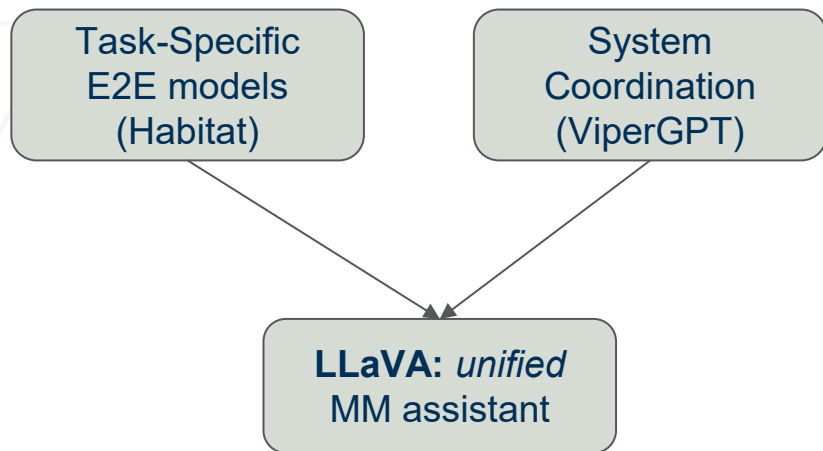 Task-Specific
E2E models
(Habitat)
System
Coordination
(ViperGPT)
LLaVA: unified
MM assistant